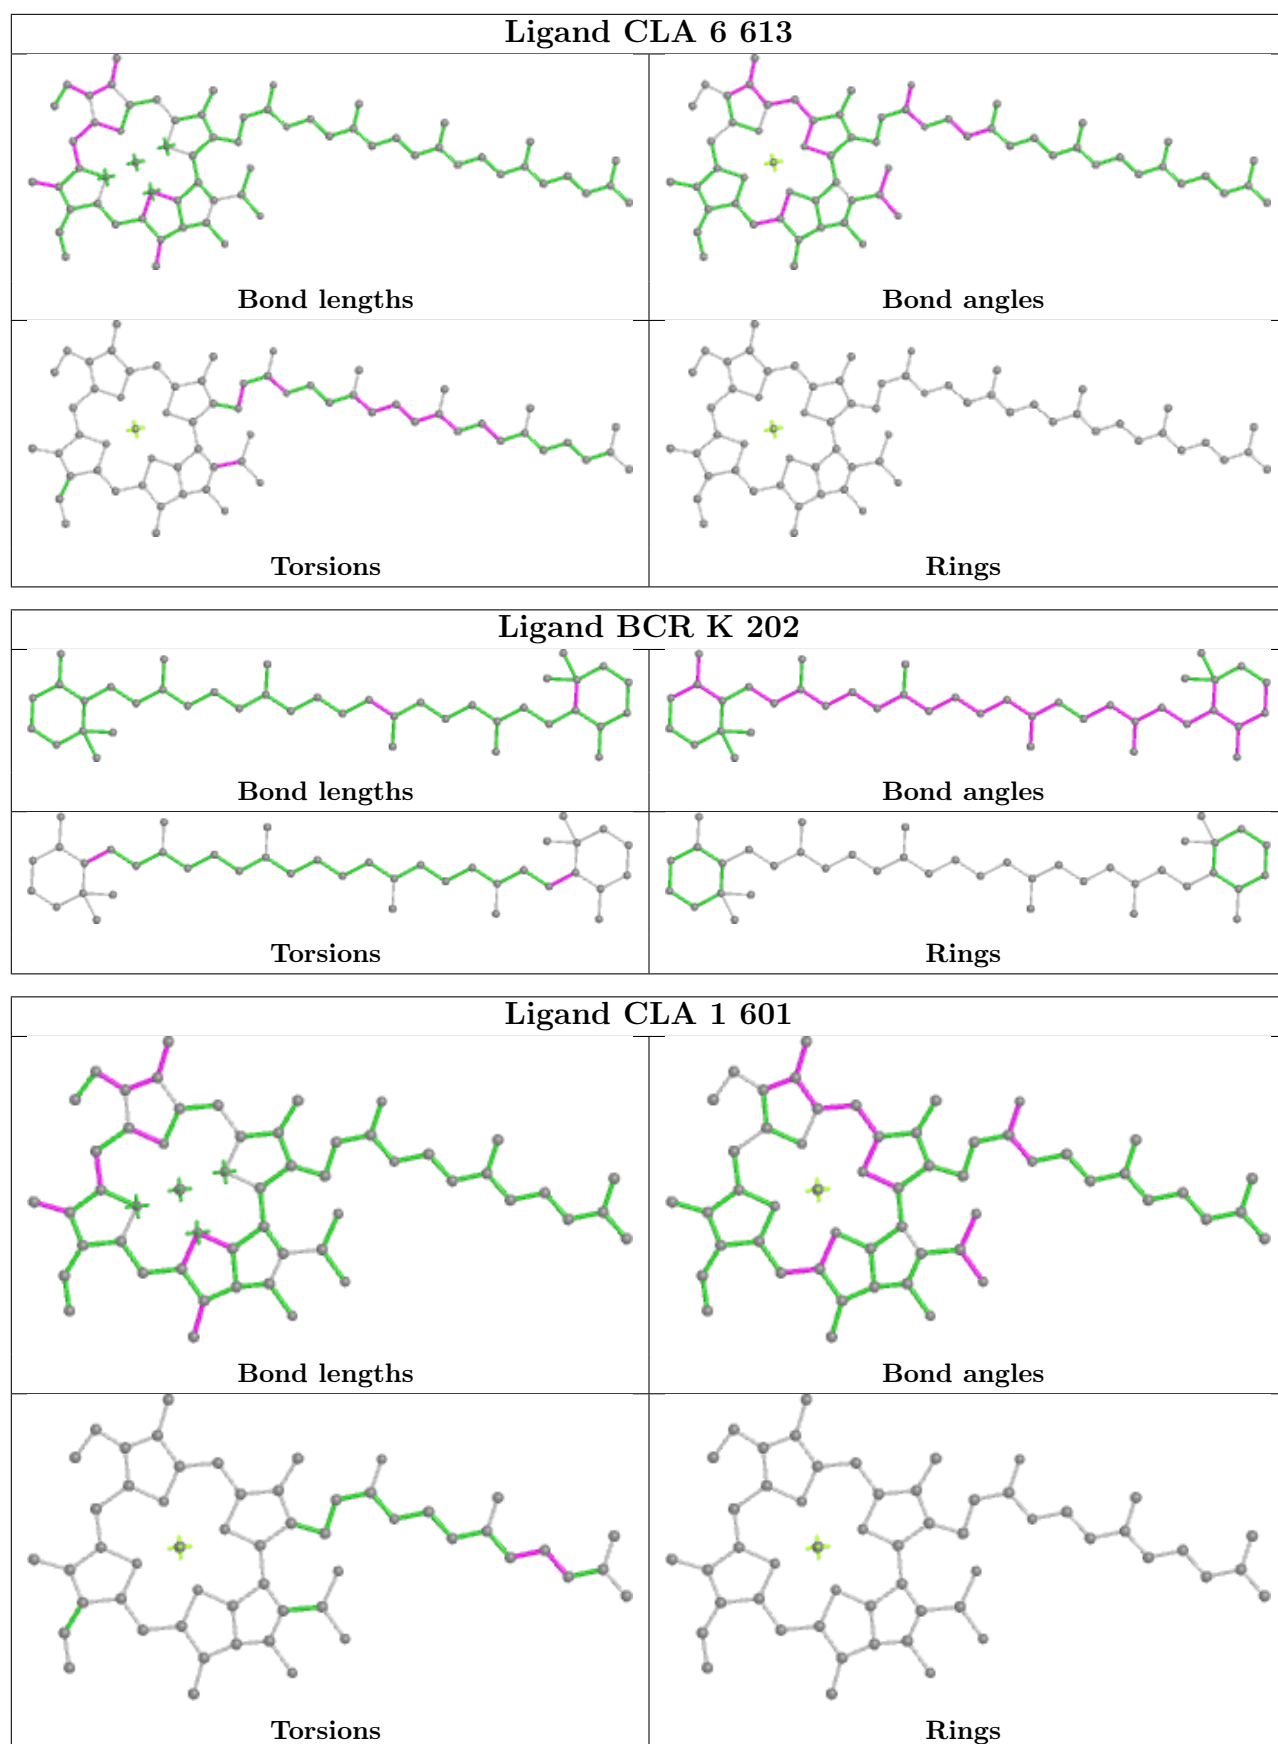 Ligand CLA 6 613
Bond lengths
Bond angles
Torsions
Rings
Ligand BCR K 202
Bond lengths
Bond angles
Torsions
Rings
Ligand CLA 1 601
Bond lengths
Bond angles
Torsions
Rings